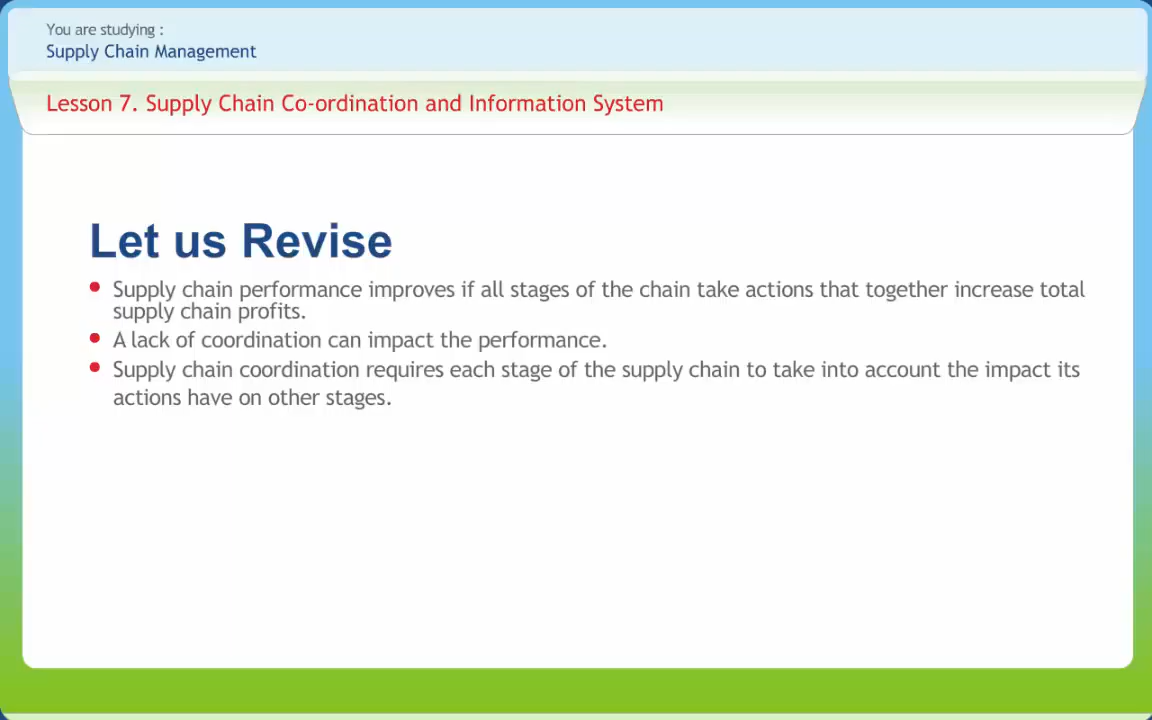 You are studying :
Supply Chain Management
Lesson 7. Supply Chain Co-ordination and Information System
Let us Revise
• Supply chain performance improves if all stages of the chain take actions that together increase total
supply chain profits.
• A lack of coordination can impact the performance.
• Supply chain coordination requires each stage of the supply chain to take into account the impact its
actions have on other stages.